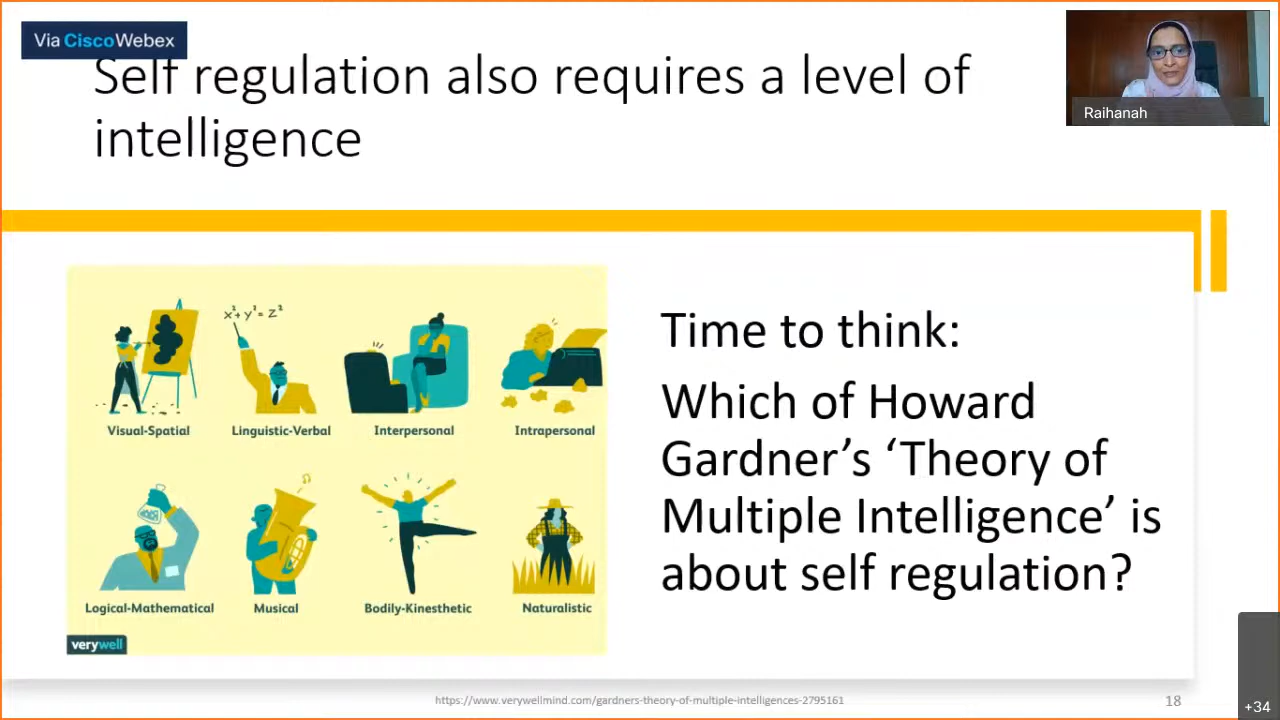 Via CiscoWebex
Self regulation also requires a level of
intelligence
Raihanah
x²+ y²= z²
Visual-Spatial
Linguistic-Verbal
Interpersonal
Intrapersonal
Logical-Mathematical
Musical
Bodily-Kinesthetic
Naturalistic
verywell
Time to think:
Which of Howard
Gardner’s ‘Theory of
Multiple Intelligence’ is
about self regulation?
https://www.verywellmind.com/gardners-theory-of-multiple-intelligences-2795161
18
+34